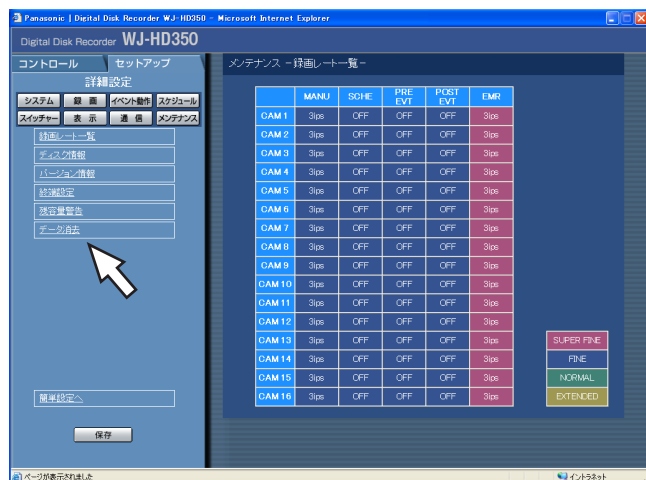 Panasonic | Digital Disk Recorder WJ-HD350 - Microsoft Internet Explorer
Digital Disk Recorder WJ-HD350
コントロール セットアップ
詳細設定
システム 録 画 イベント動作 スケジュール
スイッチャー 表 示 通 信 メンテナンス
録画レート一覧
ディスク情報
バージョン情報
終端設定
残容量警告
データ消去
簡単設定へ
保存
メンテナンス －録画レート一覧－
MANU SCHE PRE EVT POST EVT EMR
CAM 1 3ips OFF OFF OFF 3ips
CAM 2 3ips OFF OFF OFF 3ips
CAM 3 3ips OFF OFF OFF 3ips
CAM 4 3ips OFF OFF OFF 3ips
CAM 5 3ips OFF OFF OFF 3ips
CAM 6 3ips OFF OFF OFF 3ips
CAM 7 3ips OFF OFF OFF 3ips
CAM 8 3ips OFF OFF OFF 3ips
CAM 9 3ips OFF OFF OFF 3ips
CAM 10 3ips OFF OFF OFF 3ips
CAM 11 3ips OFF OFF OFF 3ips
CAM 12 3ips OFF OFF OFF 3ips
CAM 13 3ips OFF OFF OFF 3ips
CAM 14 3ips OFF OFF OFF 3ips
CAM 15 3ips OFF OFF OFF 3ips
CAM 16 3ips OFF OFF OFF 3ips
SUPER FINE
FINE
NORMAL
EXTENDED
ページが表示されました イントラネット